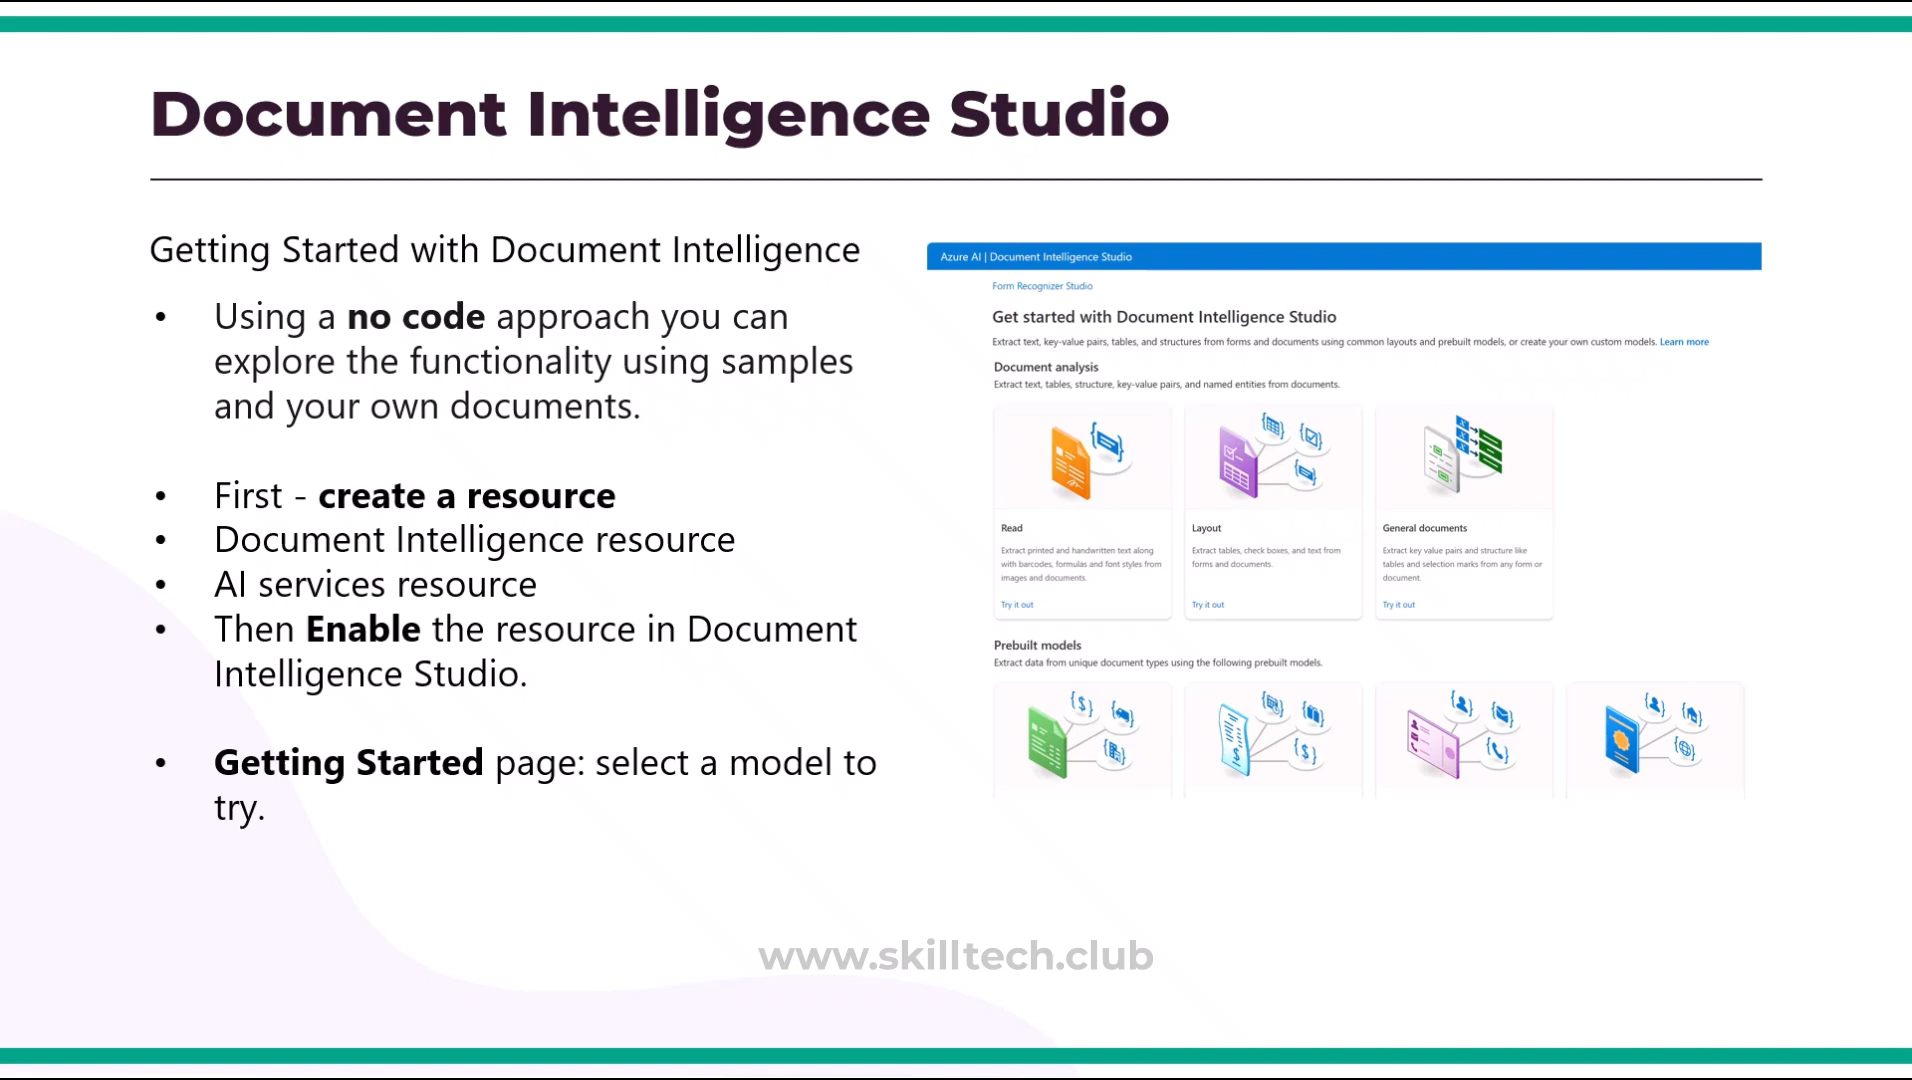 Document Intelligence Studio
Getting Started with Document Intelligence
• Using a no code approach you can
explore the functionality using samples
and your own documents.
• First - create a resource
• Document Intelligence resource
• AI services resource
• Then Enable the resource in Document
Intelligence Studio.
• Getting Started page: select a model to
try.
Azure AI | Document Intelligence Studio
Form Recognizer Studio
Get started with Document Intelligence Studio
Extract text, key-value pairs, tables, and structures from forms and documents using common layouts and prebuilt models, or create your own custom models. Learn more
Document analysis
Extract text, tables, structure, key-value pairs, and named entities from documents.
Read
Extract printed and handwritten text along
with barcodes, formulas and font styles from
images and documents.
Try it out
Layout
Extract tables, check boxes, and text from
forms and documents.
Try it out
General documents
Extract key value pairs and structure like
tables and selection marks from any form or
document.
Try it out
Prebuilt models
Extract data from unique document types using the following prebuilt models.
www.skilltech.club